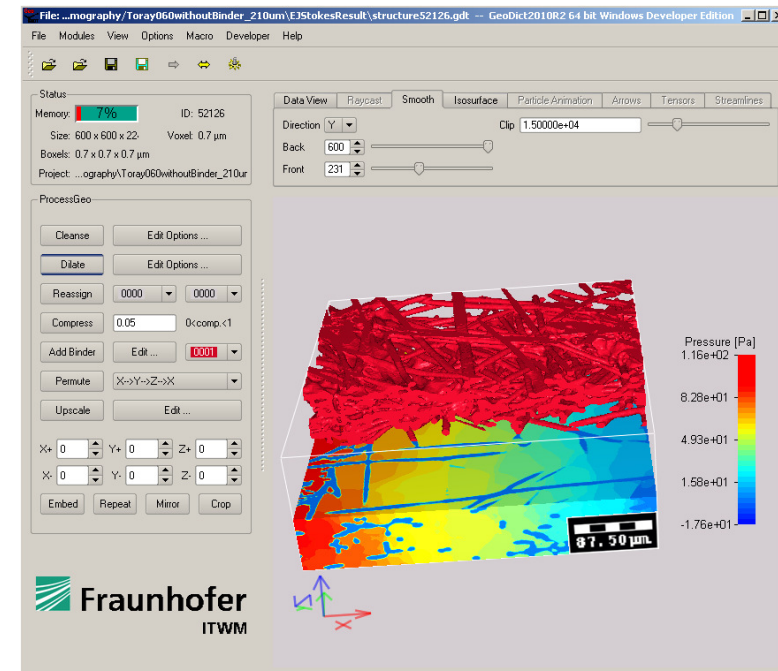 File: ...mography/Toray060withoutBinder_210um\EJStokesResult\structure52126.gdt -- GeoDict2010R2 64 bit Windows Developer Edition
File Modules View Options Macro Developer Help
Status
Memory: 7% ID: 52126
Size: 600 x 600 x 22· Voxel: 0.7 µm
Boxels: 0.7 x 0.7 x 0.7 µm
Project: ...ography\Toray060withoutBinder_210ur
Data View Raycast Smooth Isosurface Particle Animation Arrows Tensors Streamlines
Direction Y Clip 1.50000e+04
Back 600
Front 231
ProcessGeo
Cleanse Edit Options ...
Dilate Edit Options ...
Reassign 0000 0000
Compress 0.05 0<comp.<1
Add Binder Edit ... 0001
Permute X->Y->Z->X
Upscale Edit ...
X+ 0 Y+ 0 Z+ 0
X- 0 Y- 0 Z- 0
Embed Repeat Mirror Crop
Pressure [Pa]
1.16e+02
8.28e+01
4.93e+01
1.58e+01
-1.76e+01
87.50µm
Z Y X
Fraunhofer
ITWM